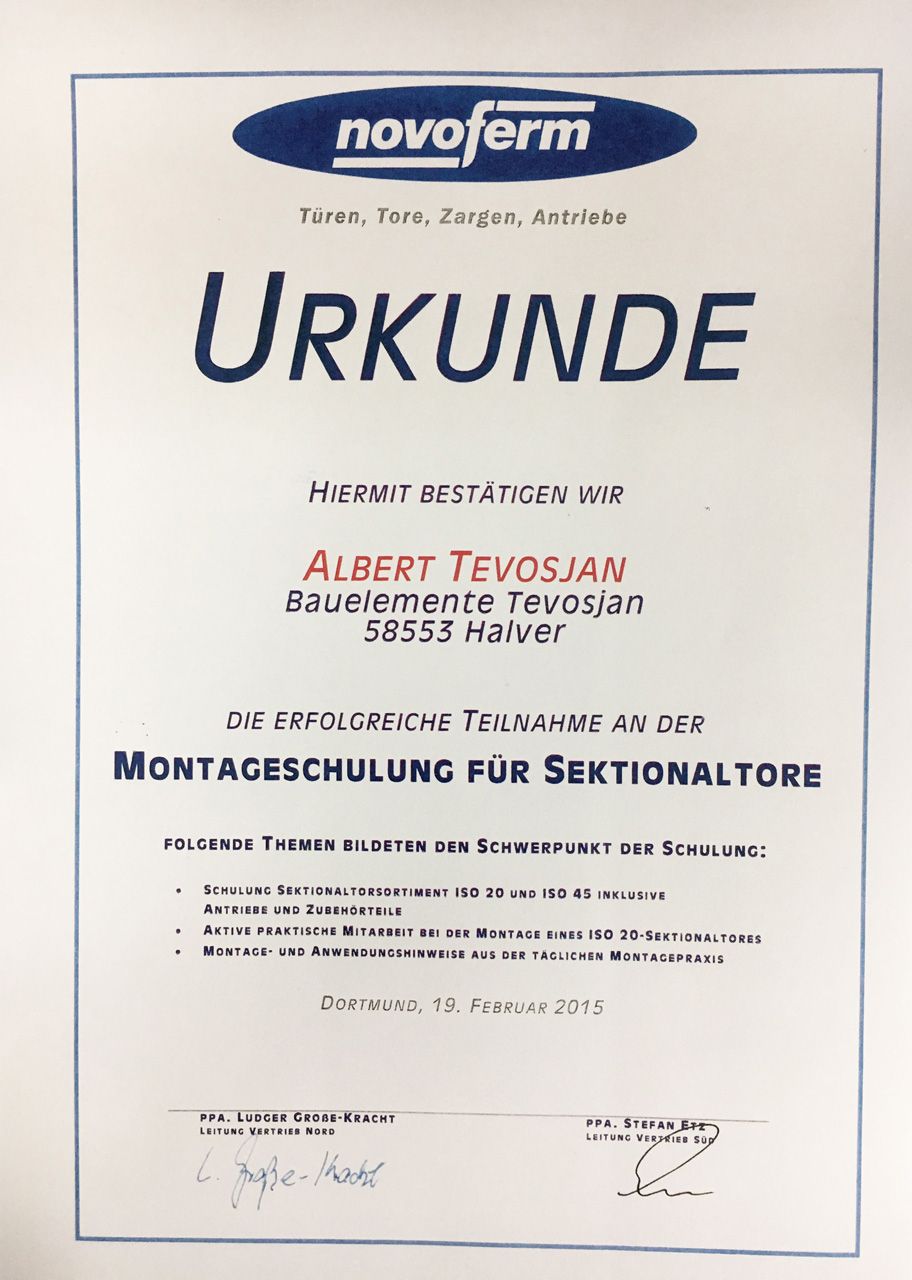 novoferm
Türen, Tore, Zargen, Antriebe
URKUNDE
HIERMIT BESTÄTIGEN WIR
ALBERT TEVOSJAN
Bauelemente Tevosjan
58553 Halver
DIE ERFOLGREICHE TEILNAHME AN DER
MONTAGESCHULUNG FÜR SEKTIONALTORE
FOLGENDE THEMEN BILDETEN DEN SCHWERPUNKT DER SCHULUNG:
• SCHULUNG SEKTIONALTORSORTIMENT ISO 20 UND ISO 45 INKLUSIVE
ANTRIEBE UND ZUBEHÖRTEILE
• AKTIVE PRAKTISCHE MITARBEIT BEI DER MONTAGE EINES ISO 20-SEKTIONALTORES
• MONTAGE- UND ANWENDUNGSHINWEISE AUS DER TÄGLICHEN MONTAGEPRAXIS
DORTMUND, 19. FEBRUAR 2015
PPA. LUDGER GROẞE-KRACHT
LEITUNG VERTRIEB NORD
L. Große-Kracht
PPA. STEFAN ETZ
LEITUNG VERTRIEB SÜD